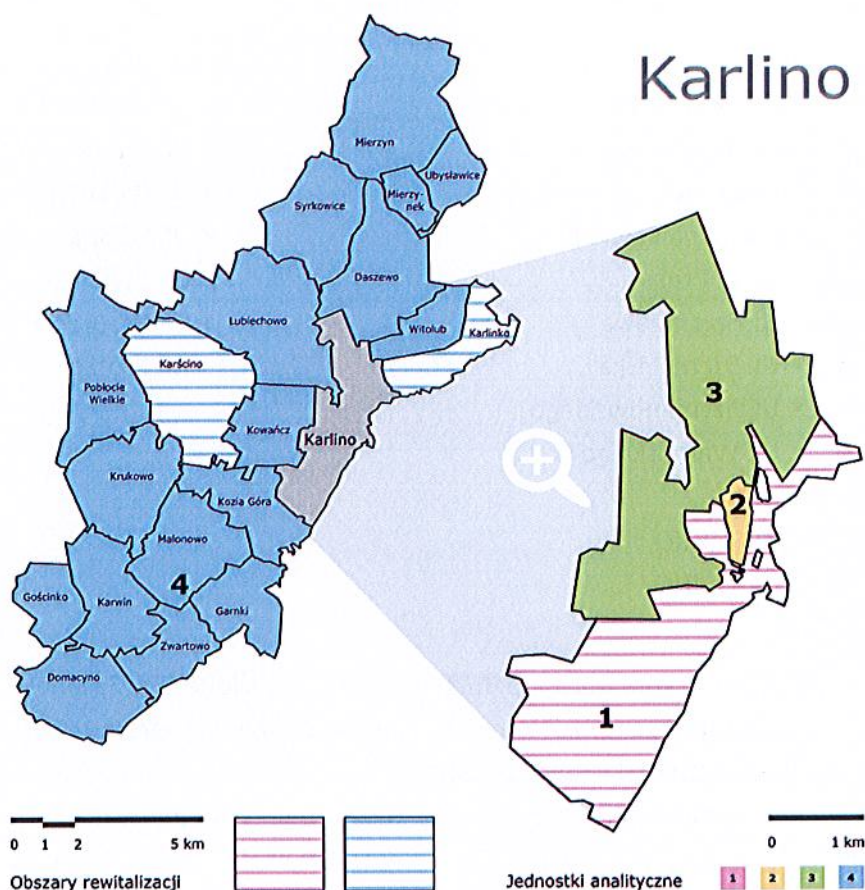 Karlino
Mierzyn
Ubysławice
Mierzy-
nek
Syrkowice
Daszewo
3
Lubiechowo
Witolub
Karlinko
Karścino
Pobłocie
Wielkie
Kowańcz
Karlino
Krukowo
Kozia Góra
2
Malonowo
4
Gościnko
Karwin
Garnki
Zwartowo
Domacyno
1
0 1 2 5 km
0 1 km
Obszary rewitalizacji
Jednostki analityczne 1 2 3 4